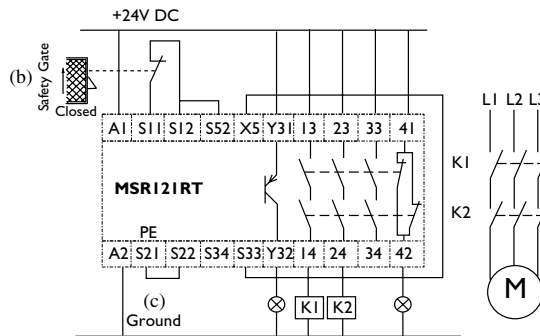 +24V DC
(b)
Safety Gate
Closed
A1 S11 S12 S52 X5 Y31 13 23 33 41
L1 L2 L3
MSR121RT
K1
K2
PE
A2 S21 S22 S34 S33 Y32 14 24 34 42
(c)
K1 K2
M
Ground